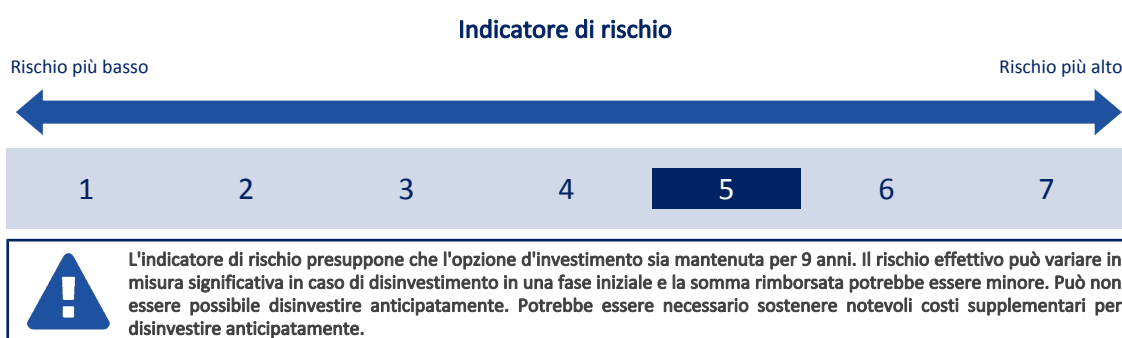 Indicatore di rischio
Rischio più basso
Rischio più alto
1 2 3 4 5 6 7
L'indicatore di rischio presuppone che l'opzione d'investimento sia mantenuta per 9 anni. Il rischio effettivo può variare in
misura significativa in caso di disinvestimento in una fase iniziale e la somma rimborsata potrebbe essere minore. Può non
essere possibile disinvestire anticipatamente. Potrebbe essere necessario sostenere notevoli costi supplementari per
disinvestire anticipatamente.